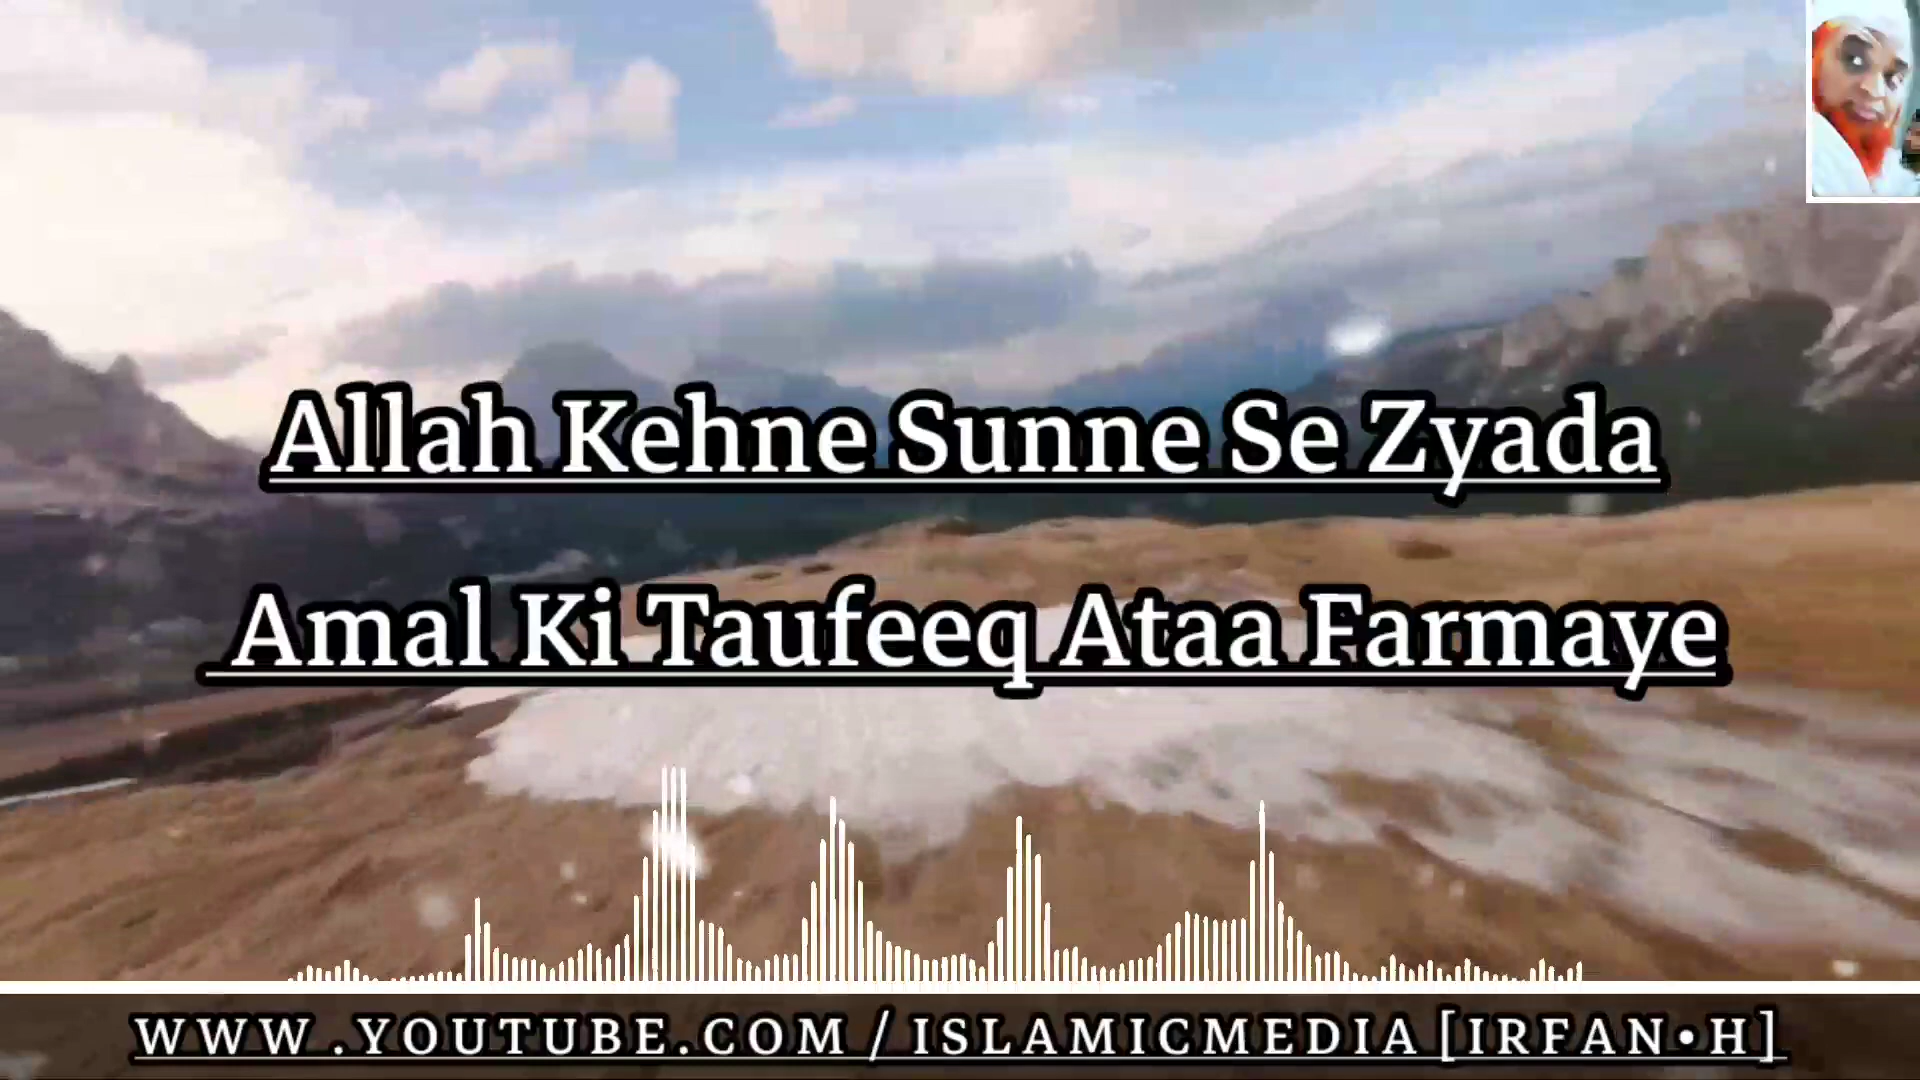 Allah Kehne Sunne Se Zyada
Amal Ki Taufeeq Ataa Farmaye
WWW .YOUTUBE.COM / ISLAMICMEDIA [IRFAN•H]